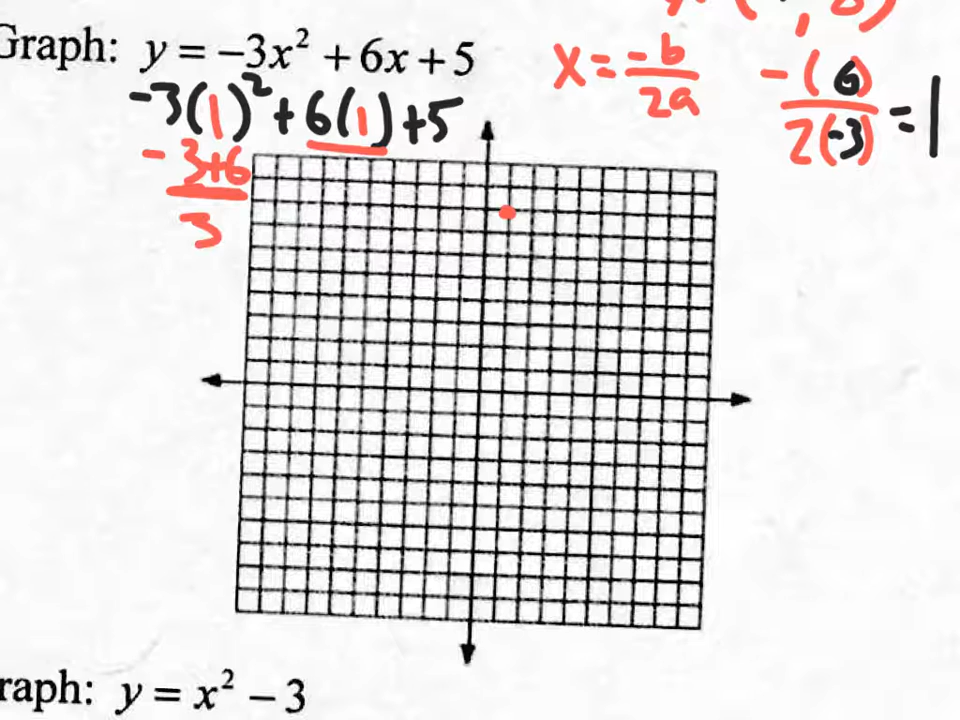 Graph: y = -3x² + 6x + 5
-3(1)² + 6(1) + 5
- 3+6
3
x = -b/2a
-(6)/2(-3) = 1
raph: y = x² - 3